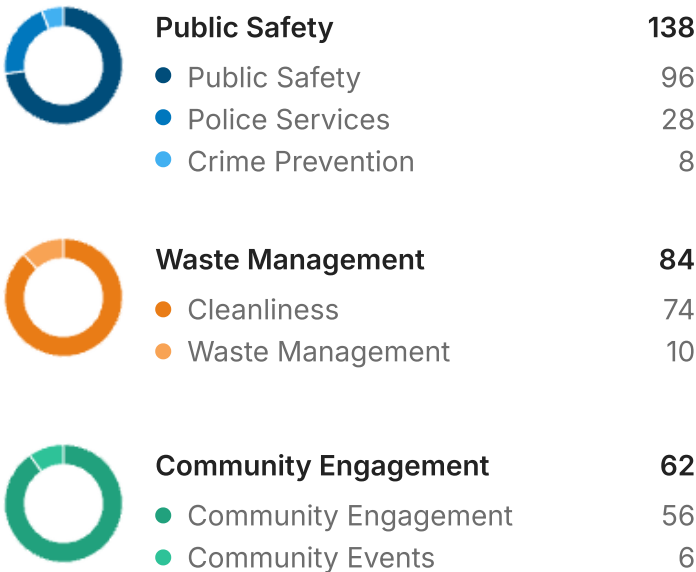 Public Safety 138
Public Safety 96
Police Services 28
Crime Prevention 8
Waste Management 84
Cleanliness 74
Waste Management 10
Community Engagement 62
Community Engagement 56
Community Events 6